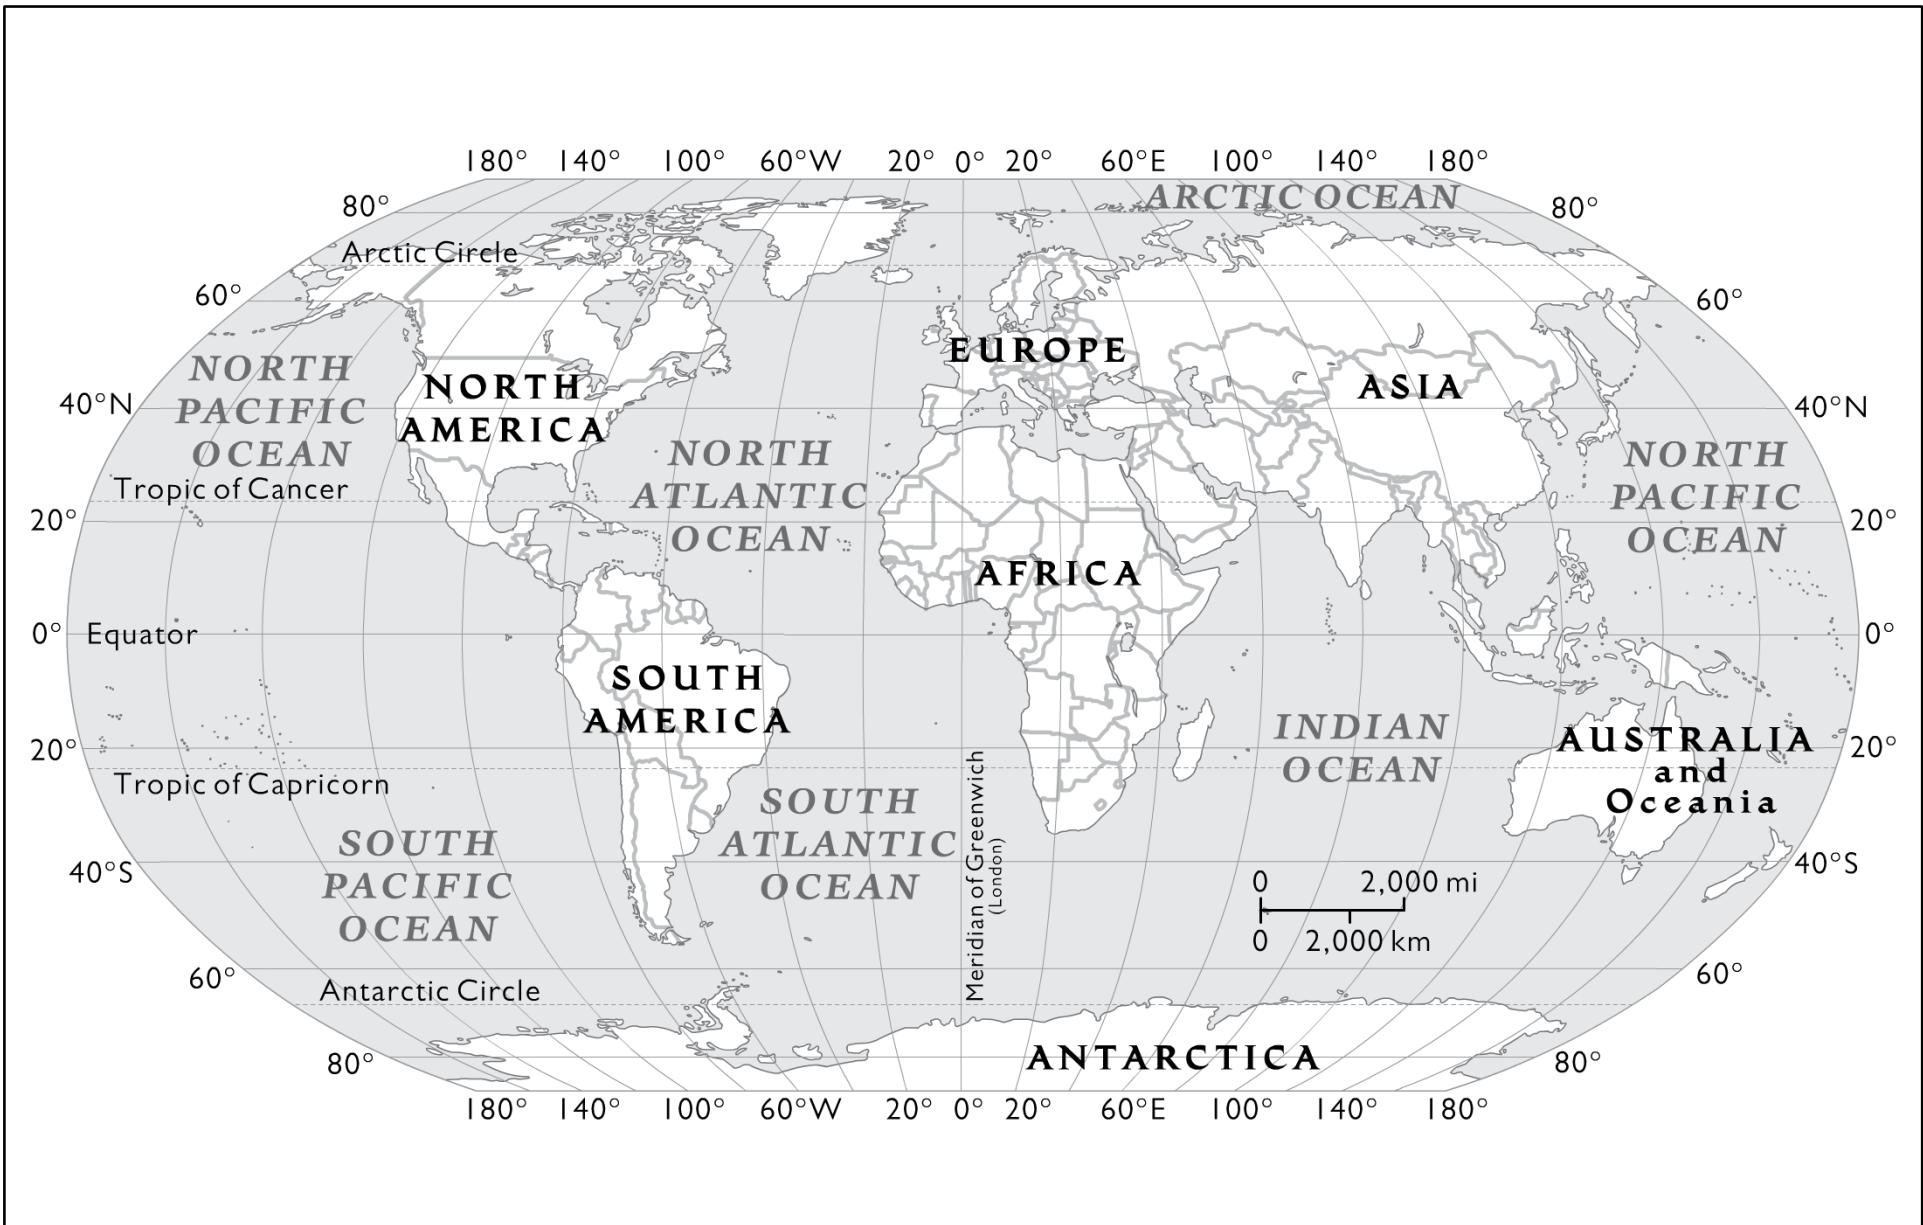 180° 140° 100° 60°W 20° 0° 20° 60°E 100° 140° 180°
ARCTIC OCEAN
80° 80°
Arctic Circle
60° 60°
NORTH
PACIFIC
OCEAN
NORTH
AMERICA
EUROPE
ASIA
40°N 40°N
NORTH
ATLANTIC
OCEAN
NORTH
PACIFIC
OCEAN
Tropic of Cancer
20° 20°
AFRICA
0° Equator 0°
SOUTH
AMERICA
INDIAN
OCEAN
AUSTRALIA
and
Oceania
20° 20°
Tropic of Capricorn
SOUTH
PACIFIC
OCEAN
SOUTH
ATLANTIC
OCEAN
Meridian of Greenwich
(London)
40°S 40°S
0 2,000 mi
0 2,000 km
60° 60°
Antarctic Circle
80° 80°
ANTARCTICA
180° 140° 100° 60°W 20° 0° 20° 60°E 100° 140° 180°